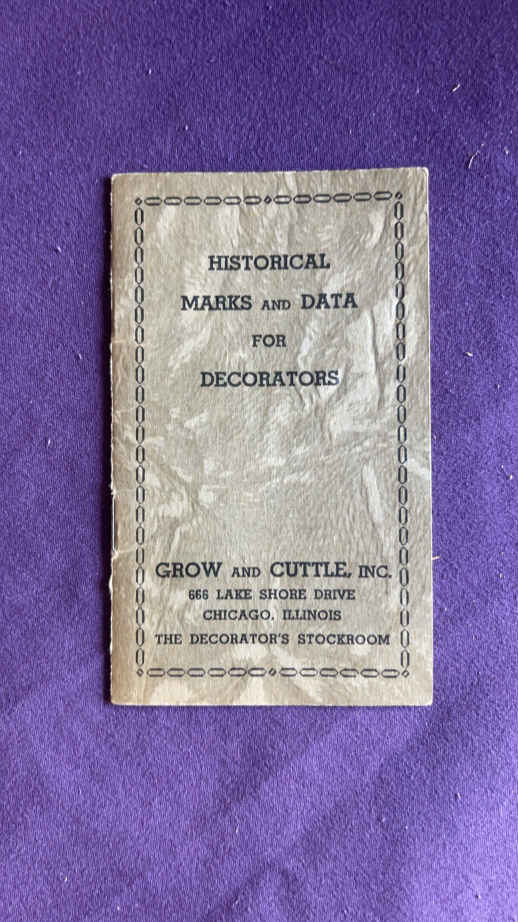 HISTORICAL
MARKS AND DATA
FOR
DECORATORS
GROW AND CUTTLE, INC.
666 LAKE SHORE DRIVE
CHICAGO, ILLINOIS
THE DECORATOR'S STOCKROOM